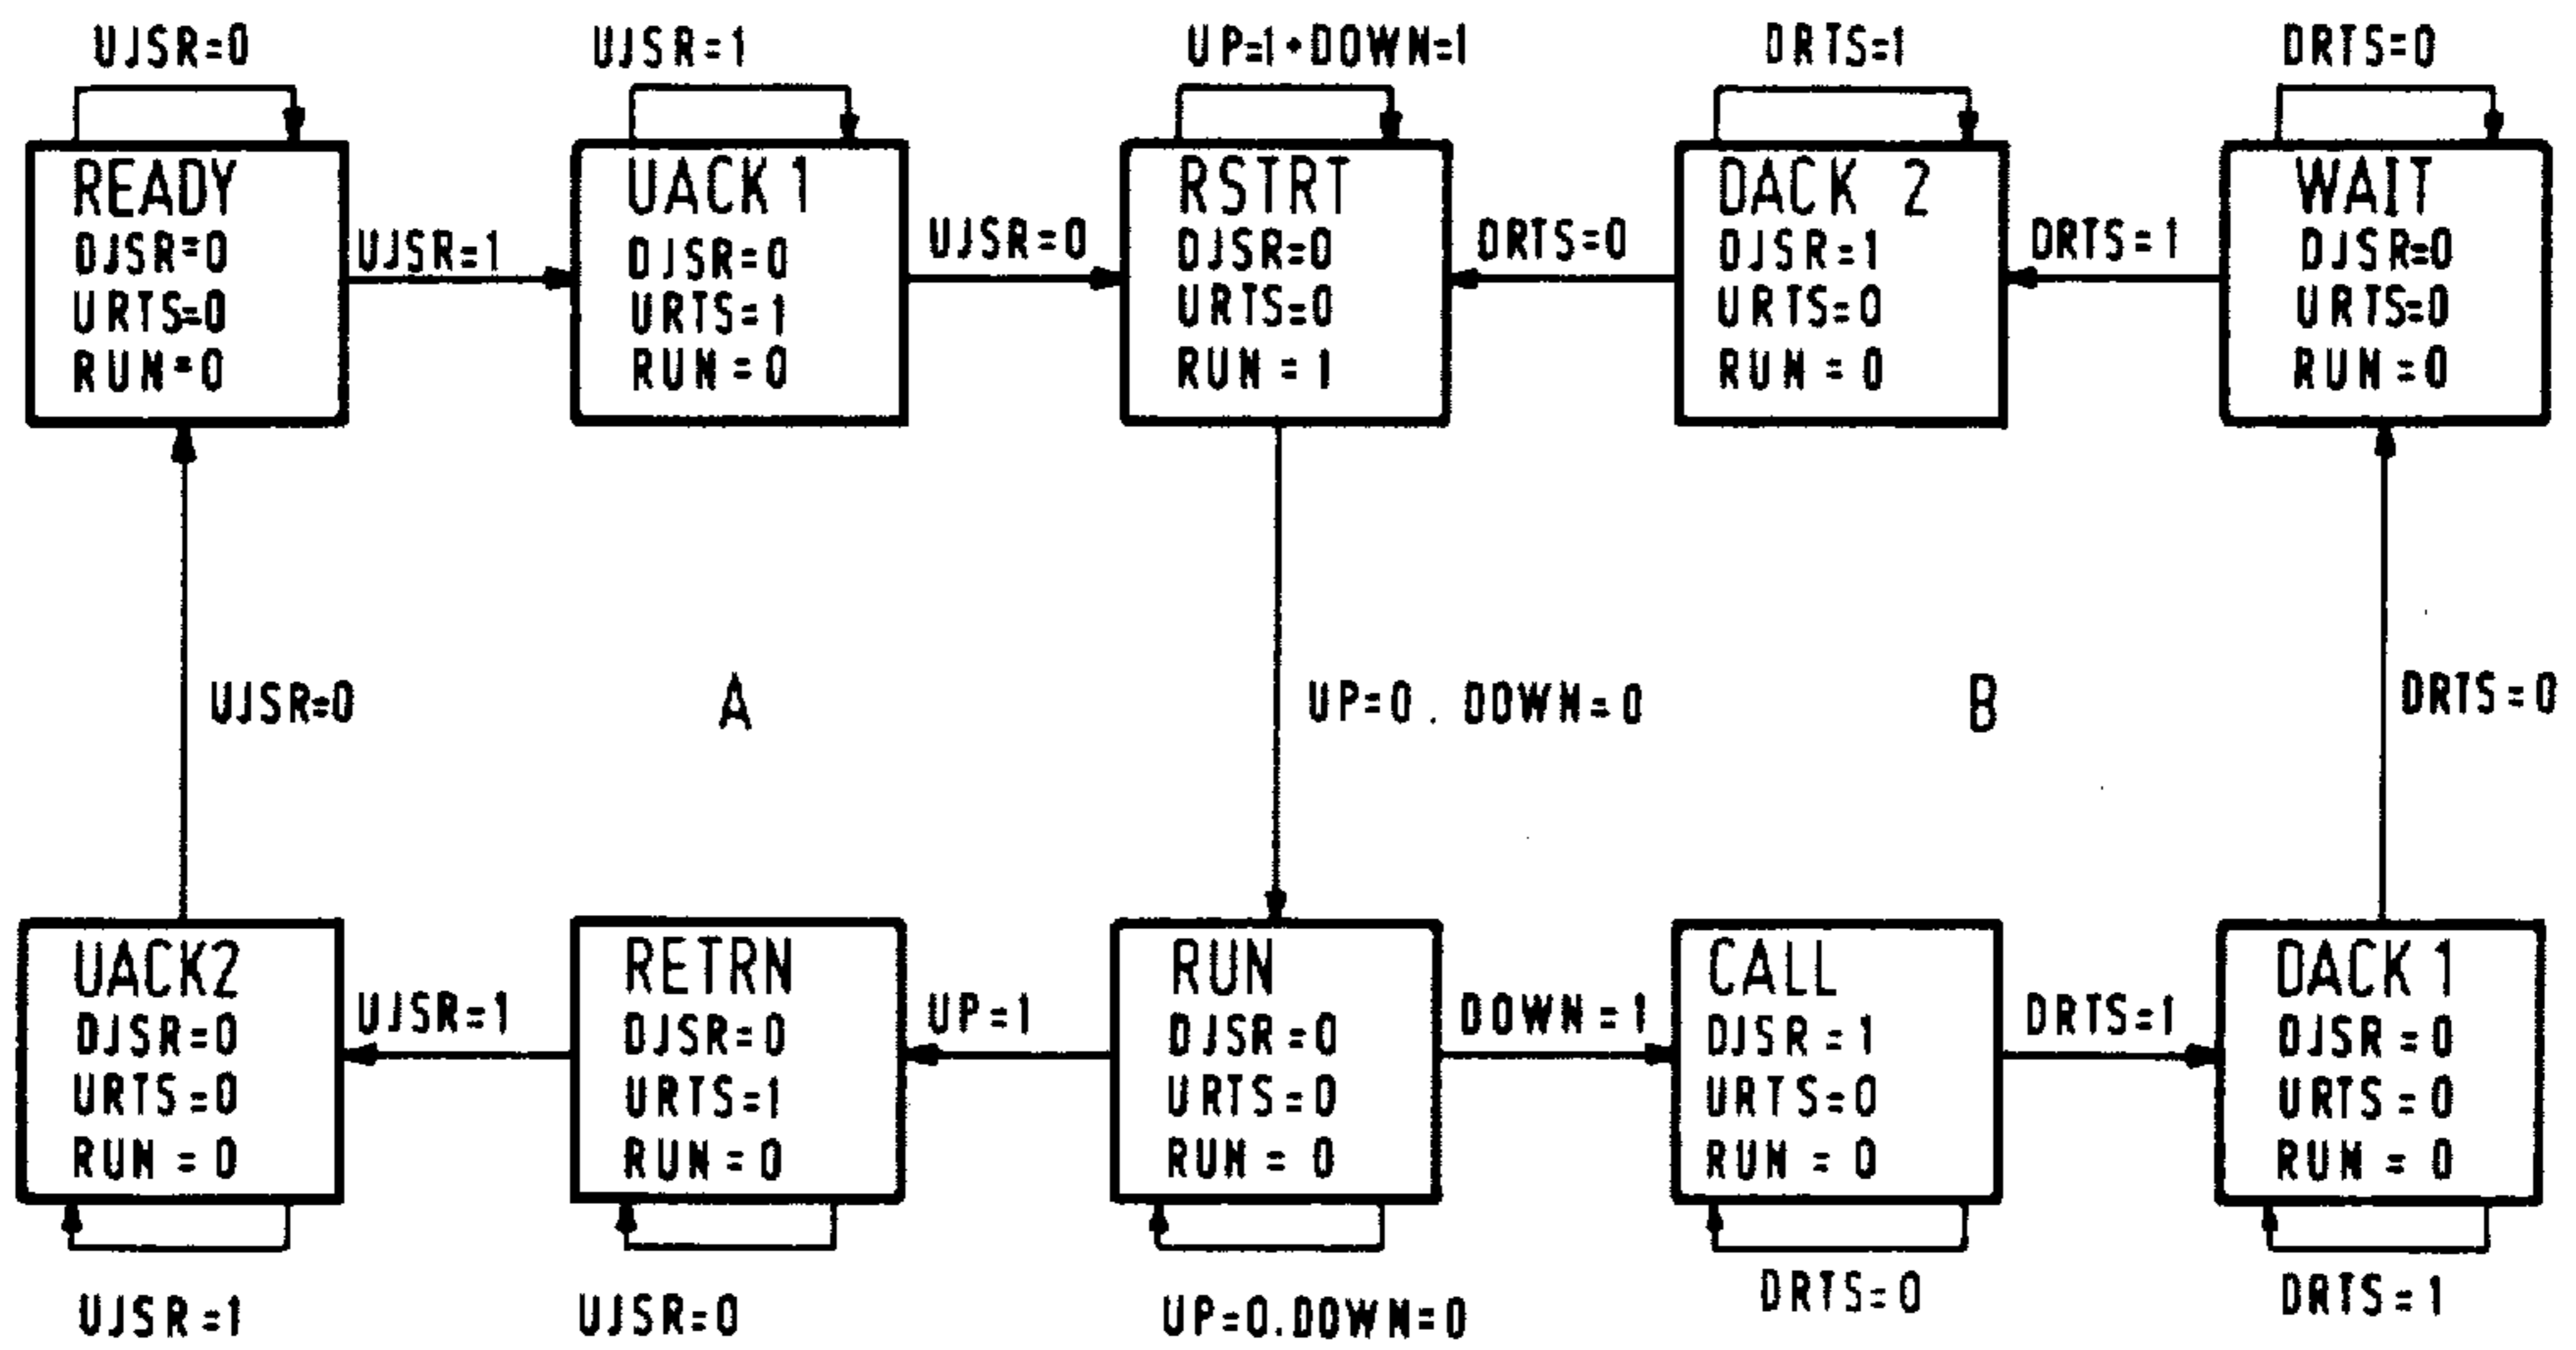 UJSR=0
UJSR=1
UP=1+DOWN=1
DRTS=1
DRTS=0
READY
DJSR=0
URTS=0
RUN=0
UJSR=1
UACK 1
DJSR=0
URTS=1
RUN=0
UJSR=0
RSTRT
DJSR=0
URTS=0
RUN=1
DRTS=0
DACK 2
DJSR=1
URTS=0
RUN=0
DRTS=1
WAIT
DJSR=0
URTS=0
RUN=0
UJSR=0
A
UP=0 . DOWN=0
B
DRTS=0
UACK2
DJSR=0
URTS=0
RUN=0
UJSR=1
RETRN
DJSR=0
URTS=1
RUN=0
UP=1
RUN
DJSR=0
URTS=0
RUN=0
DOWN=1
CALL
DJSR=1
URTS=0
RUN=0
DRTS=1
DACK 1
DJSR=0
URTS=0
RUN=0
UJSR=1
UJSR=0
UP=0.DOWN=0
DRTS=0
DRTS=1